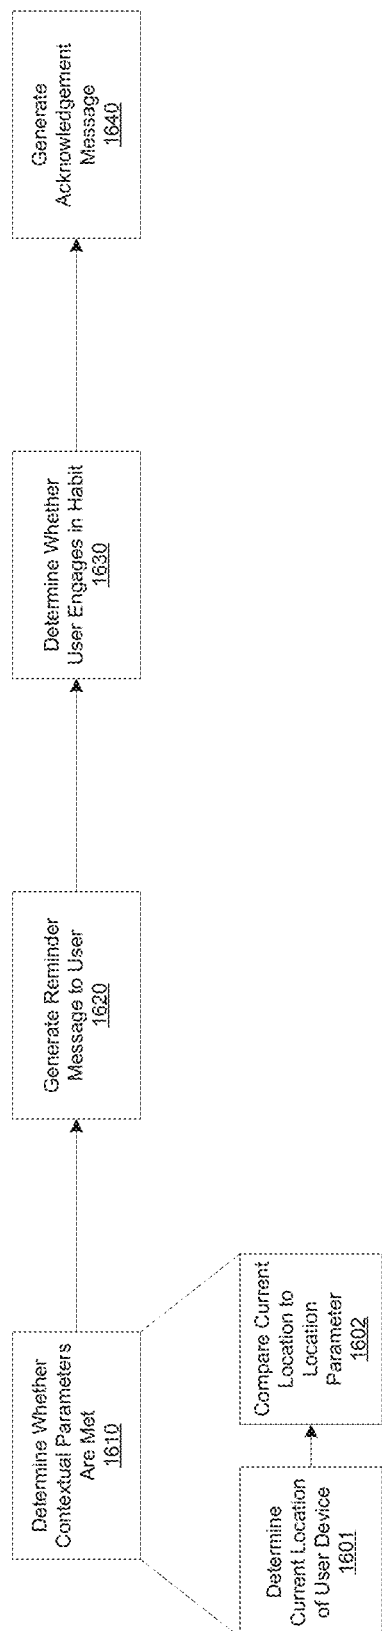 Determine Whether
Contextual Parameters
Are Met
1610
Generate Reminder
Message to User
1620
Determine Whether
User Engages in Habit
1630
Generate
Acknowledgement
Message
1640
Determine
Current Location
of User Device
1601
Compare Current
Location to
Location
Parameter
1602